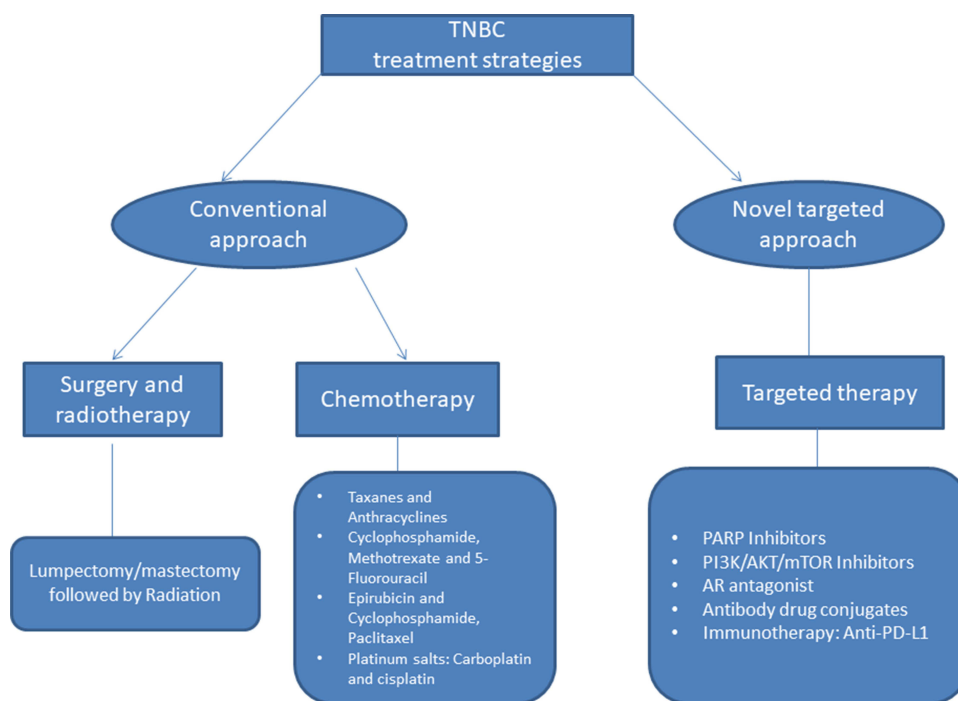 TNBC
treatment strategies
Conventional
approach
Novel targeted
approach
Surgery and
radiotherapy
Chemotherapy
Targeted therapy
Lumpectomy/mastectomy
followed by Radiation
• Taxanes and
Anthracyclines
• Cyclophosphamide,
Methotrexate and 5-
Fluorouracil
• Epirubicin and
Cyclophosphamide,
Paclitaxel
• Platinum salts: Carboplatin
and cisplatin
• PARP Inhibitors
• PI3K/AKT/mTOR Inhibitors
• AR antagonist
• Antibody drug conjugates
• Immunotherapy: Anti-PD-L1